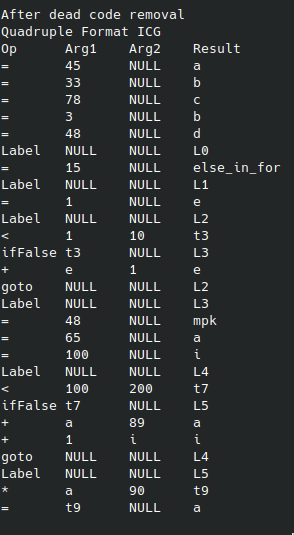 After dead code removal
Quadruple Format ICG
Op Arg1 Arg2 Result
= 45 NULL a
= 33 NULL b
= 78 NULL c
= 3 NULL b
= 48 NULL d
Label NULL NULL L0
= 15 NULL else_in_for
Label NULL NULL L1
= 1 NULL e
Label NULL NULL L2
< 1 10 t3
ifFalse t3 NULL L3
+ e 1 e
goto NULL NULL L2
Label NULL NULL L3
= 48 NULL mpk
= 65 NULL a
= 100 NULL i
Label NULL NULL L4
< 100 200 t7
ifFalse t7 NULL L5
+ a 89 a
+ 1 i i
goto NULL NULL L4
Label NULL NULL L5
* a 90 t9
= t9 NULL a